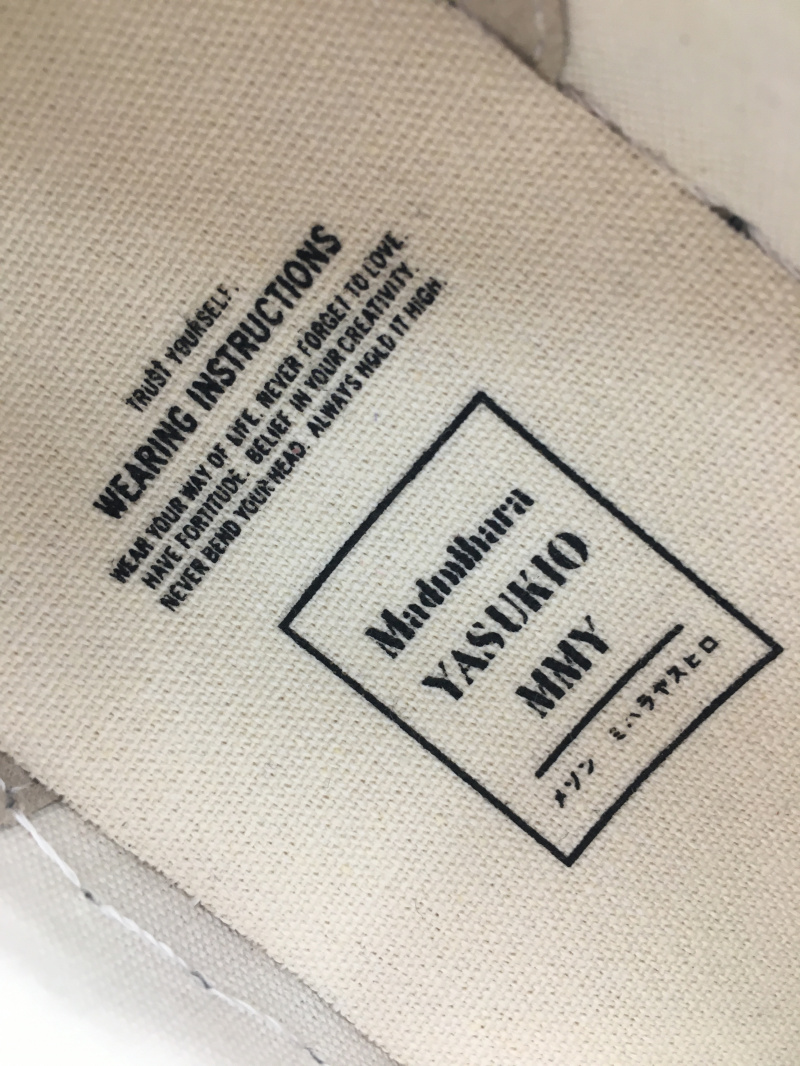 TRUST YOURSELF.
WEARING INSTRUCTIONS
WEAR YOUR WAY OF LIFE. NEVER FORGET TO LOVE.
HAVE FORTITUDE. BELIEF IN YOUR CREATIVITY.
NEVER BEND YOUR HEAD. ALWAYS HOLD IT HIGH.
Madmihara
YASUKIO
MMY
メゾン ミハラヤスヒロ